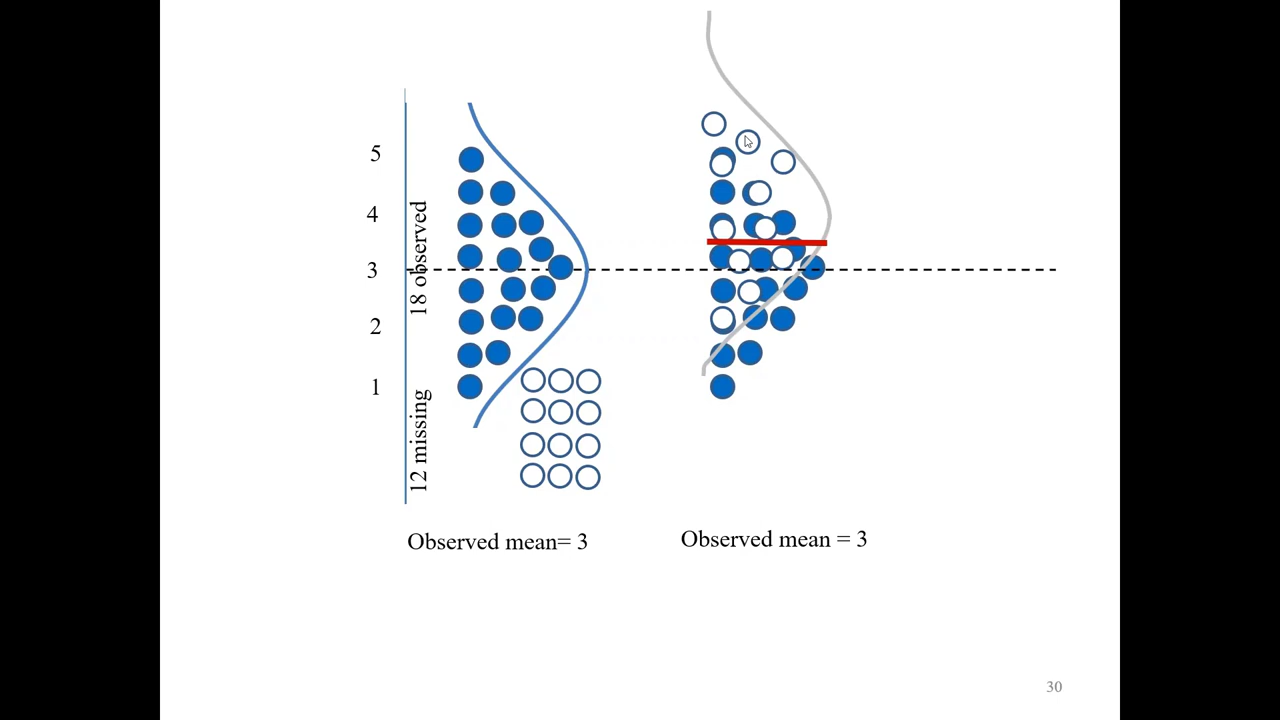 5
4
3
2
1
18 observed
12 missing
Observed mean= 3
Observed mean = 3
30